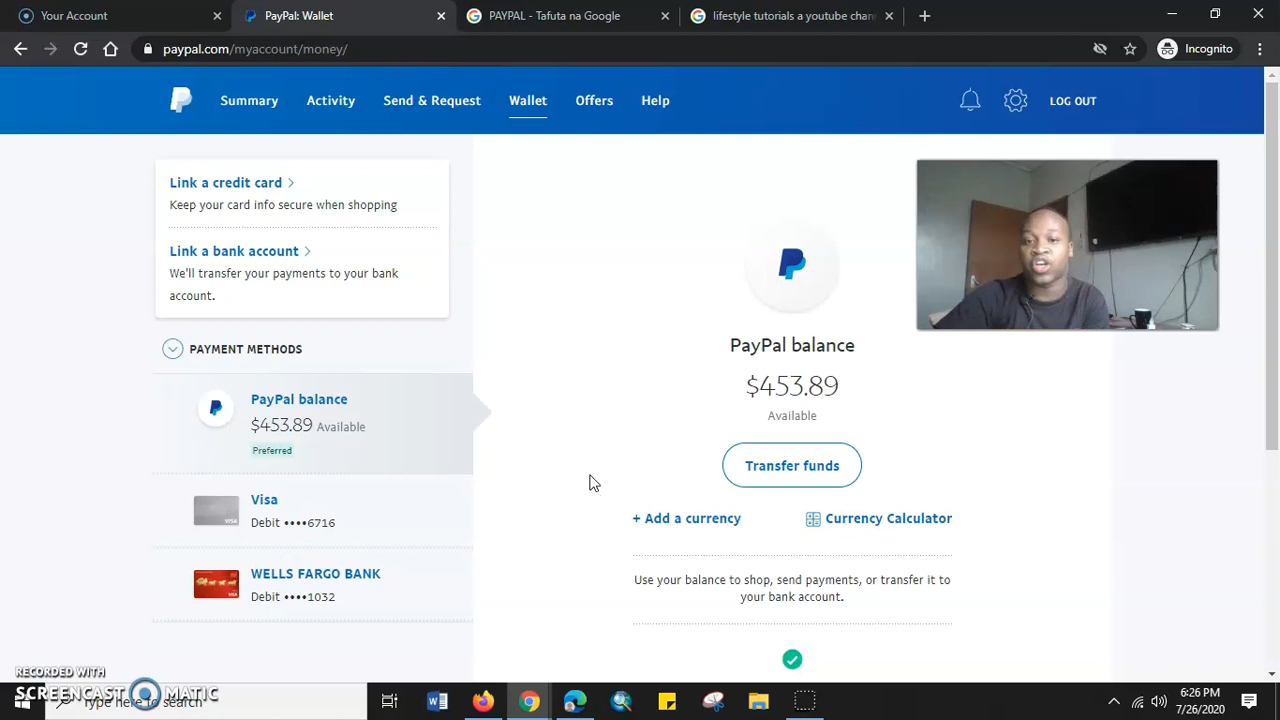 Your Account
PayPal: Wallet
PAYPAL - Tafuta na Google
lifestyle tutorials a youtube chan
paypal.com/myaccount/money/
Incognito
Summary
Activity
Send & Request
Wallet
Offers
Help
LOG OUT
Link a credit card
Keep your card info secure when shopping
Link a bank account
We'll transfer your payments to your bank
account.
PAYMENT METHODS
PayPal balance
$453.89 Available
Preferred
Visa
Debit ••••6716
VISA
WELLS FARGO BANK
Debit ••••1032
PayPal balance
$453.89
Available
Transfer funds
+ Add a currency
Currency Calculator
Use your balance to shop, send payments, or transfer it to
your bank account.
RECORDED WITH
SCREENCAST MATIC
Type here to search
6:26 PM
7/26/2020